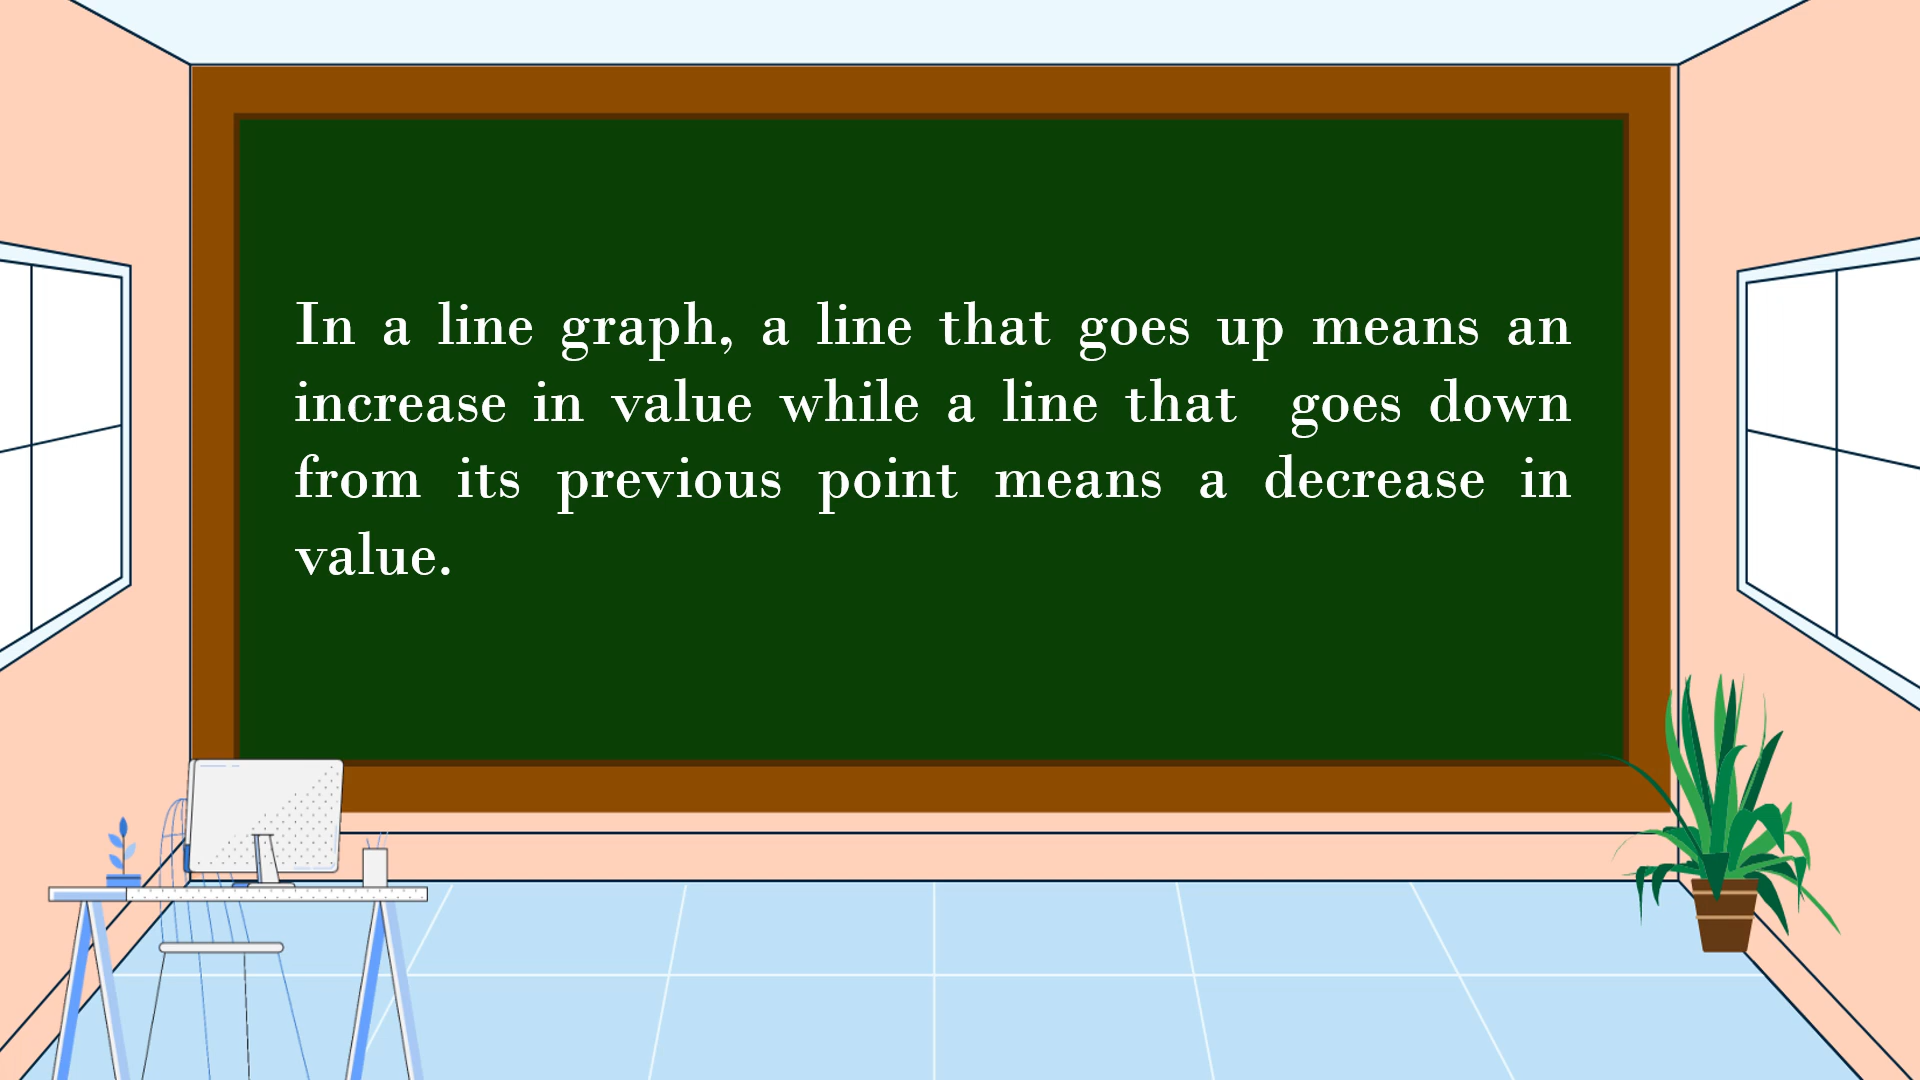 In a line graph, a line that goes up means an
increase in value while a line that  goes down
from its previous point means a decrease in
value.